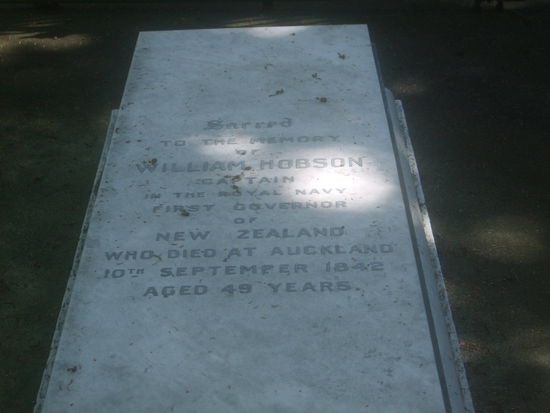 Sacred
TO THE MEMORY
OF
WILLIAM HOBSON
CAPTAIN
IN THE ROYAL NAVY
FIRST GOVERNOR
OF
NEW ZEALAND
WHO DIED AT AUCKLAND
10TH SEPTEMBER 1842
AGED 49 YEARS.